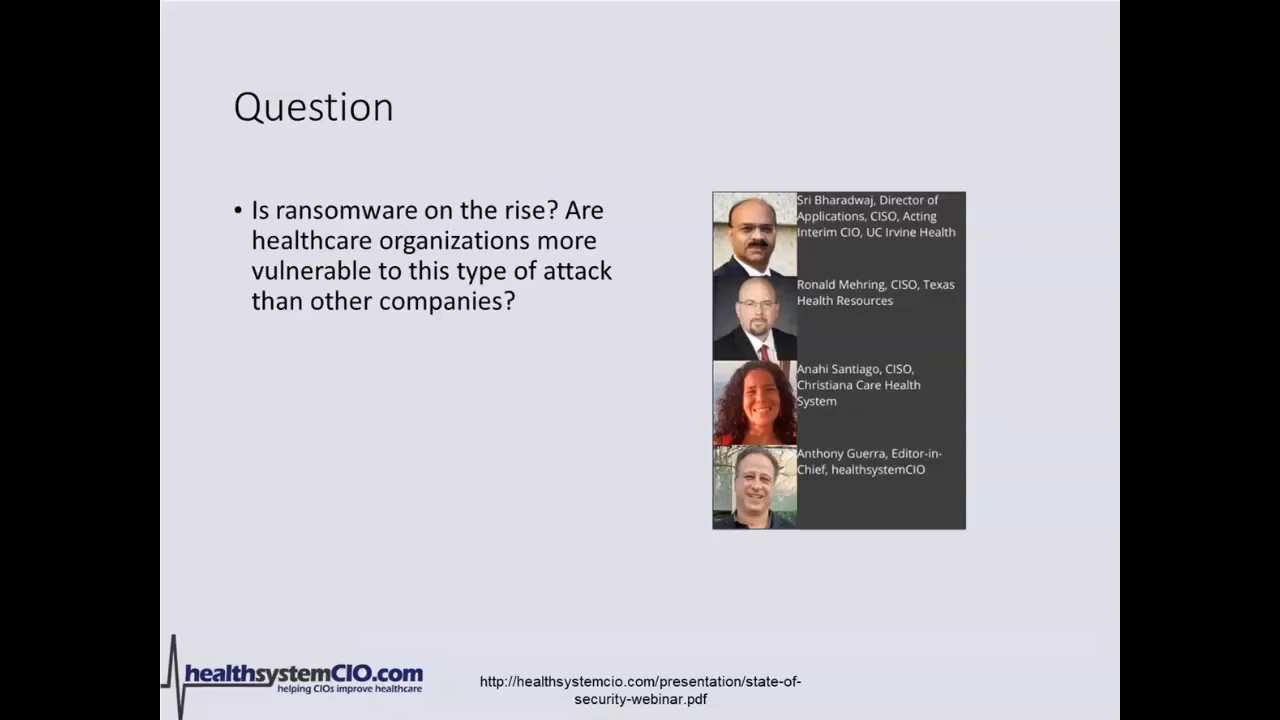 Question
• Is ransomware on the rise? Are
healthcare organizations more
vulnerable to this type of attack
than other companies?
Sri Bharadwaj, Director of
Applications, CISO, Acting
Interim CIO, UC Irvine Health
Ronald Mehring, CISO, Texas
Health Resources
Anahi Santiago, CISO,
Christiana Care Health
System
Anthony Guerra, Editor-in-
Chief, healthsystemCIO
healthsystemCIO.com
helping CIOs improve healthcare
http://healthsystemcio.com/presentation/state-of-
security-webinar.pdf